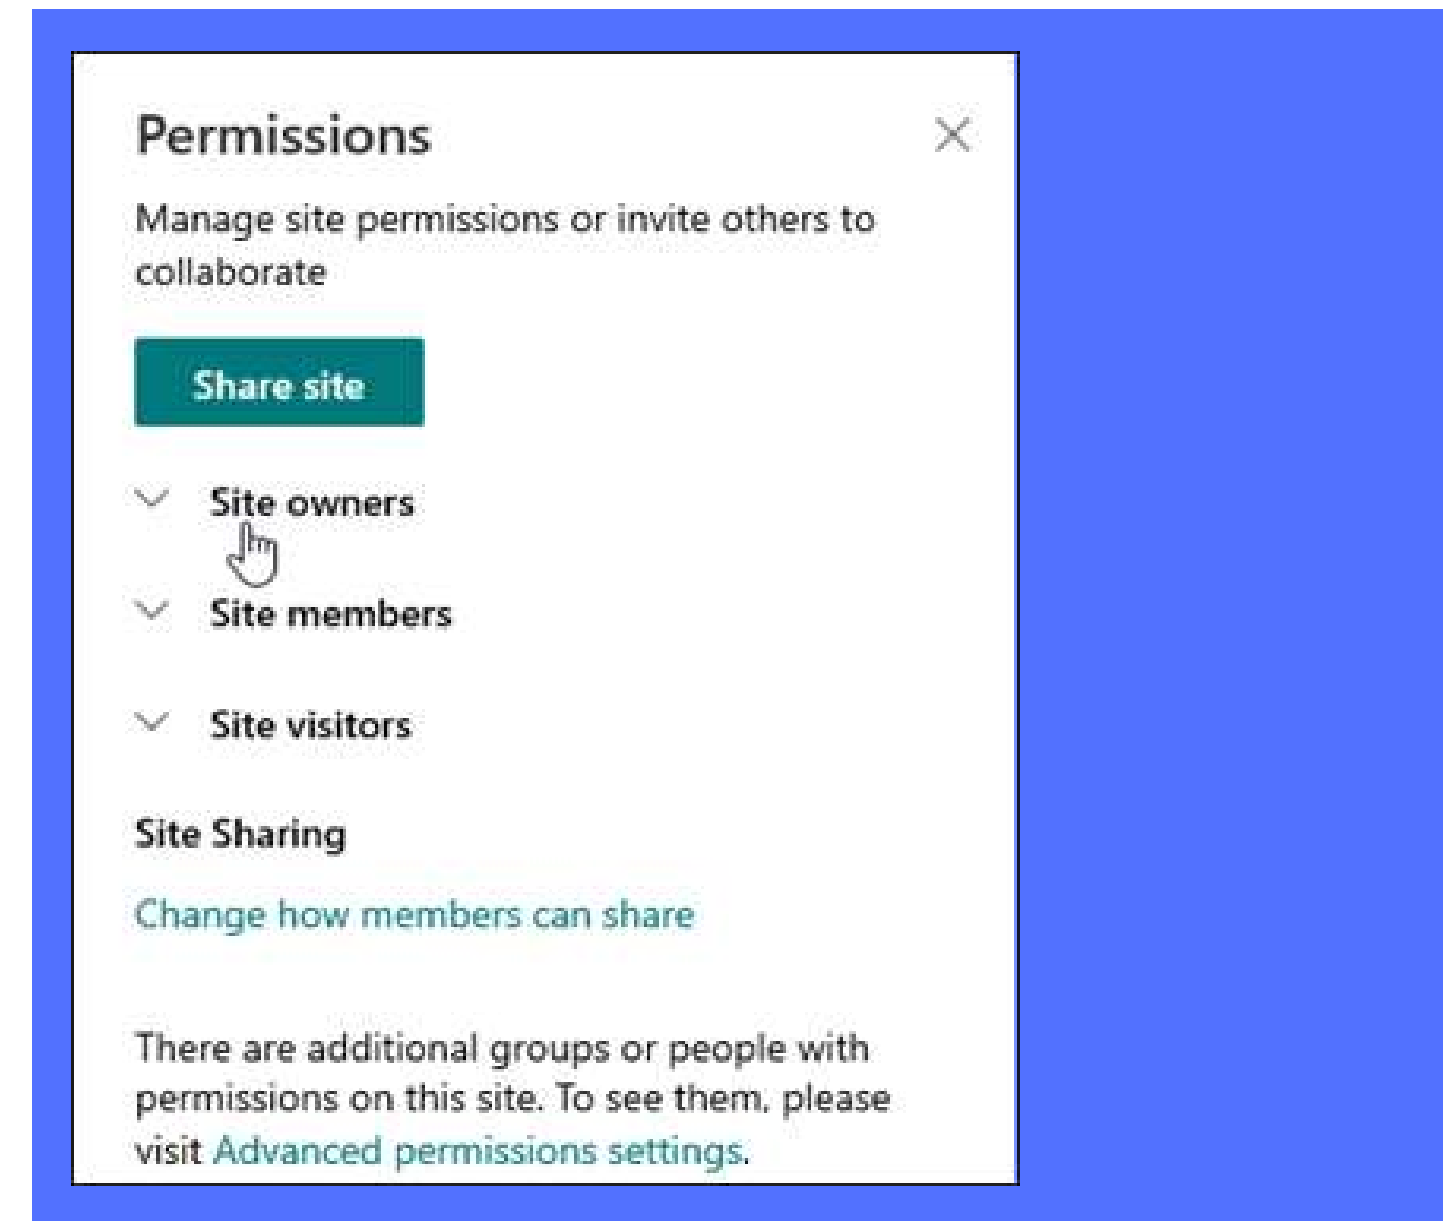 Permissions
Manage site permissions or invite others to
collaborate
Share site
Site owners
Site members
Site visitors
Site Sharing
Change how members can share
There are additional groups or people with
permissions on this site. To see them, please
visit Advanced permissions settings.